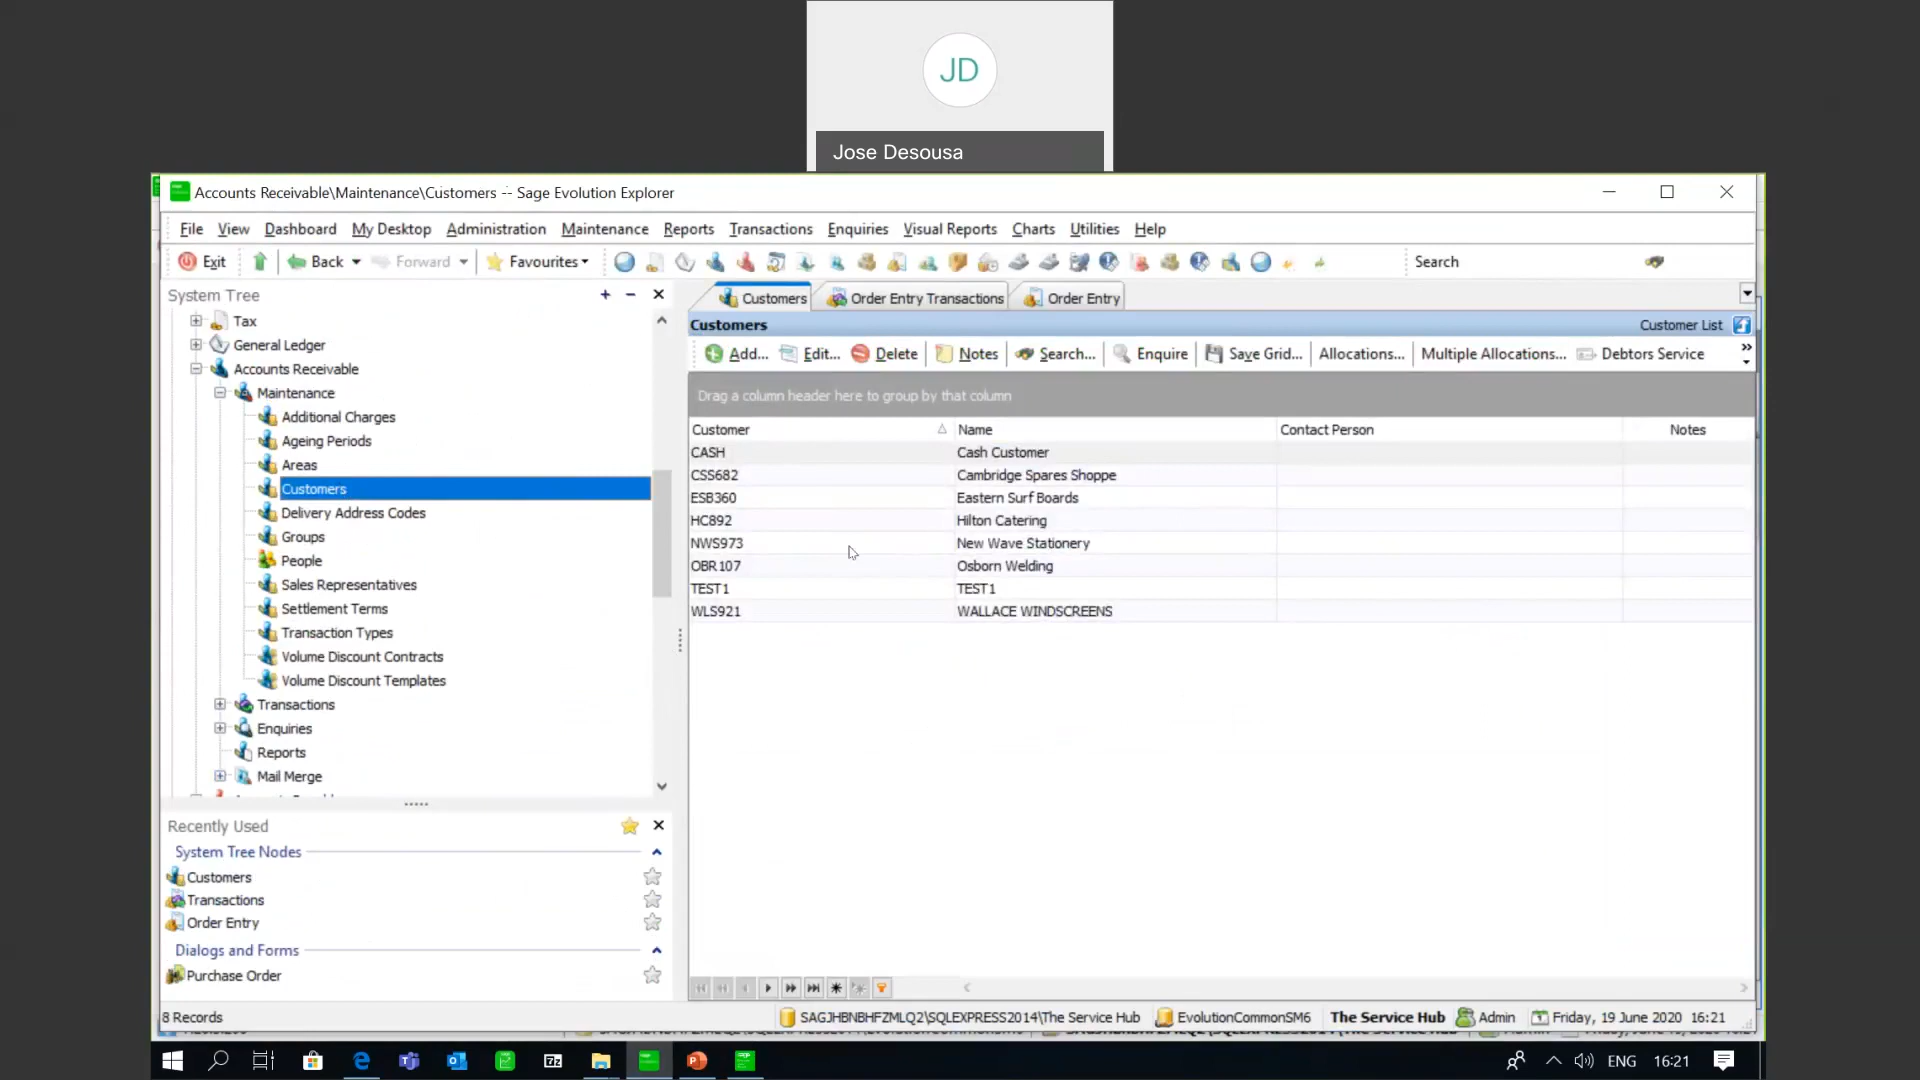 JD
Jose Desousa
Accounts Receivable\Maintenance\Customers -- Sage Evolution Explorer
File View Dashboard My Desktop Administration Maintenance Reports Transactions Enquiries Visual Reports Charts Utilities Help
Exit Back Forward Favourites Search
System Tree
Tax
General Ledger
Accounts Receivable
Maintenance
Additional Charges
Ageing Periods
Areas
Customers
Delivery Address Codes
Groups
People
Sales Representatives
Settlement Terms
Transaction Types
Volume Discount Contracts
Volume Discount Templates
Transactions
Enquiries
Reports
Mail Merge
Recently Used
System Tree Nodes
Customers
Transactions
Order Entry
Dialogs and Forms
Purchase Order
Customers Order Entry Transactions Order Entry
Customers Customer List
Add... Edit... Delete Notes Search... Enquire Save Grid... Allocations... Multiple Allocations... Debtors Service
Drag a column header here to group by that column
Customer Name Contact Person Notes
CASH Cash Customer
CSS682 Cambridge Spares Shoppe
ESB360 Eastern Surf Boards
HC892 Hilton Catering
NWS973 New Wave Stationery
OBR107 Osborn Welding
TEST1 TEST1
WLS921 WALLACE WINDSCREENS
8 Records SAGJHBNBHFZMLQ2\SQLEXPRESS2014\The Service Hub EvolutionCommonSM6 The Service Hub Admin Friday, 19 June 2020 16:21
ENG 16:21